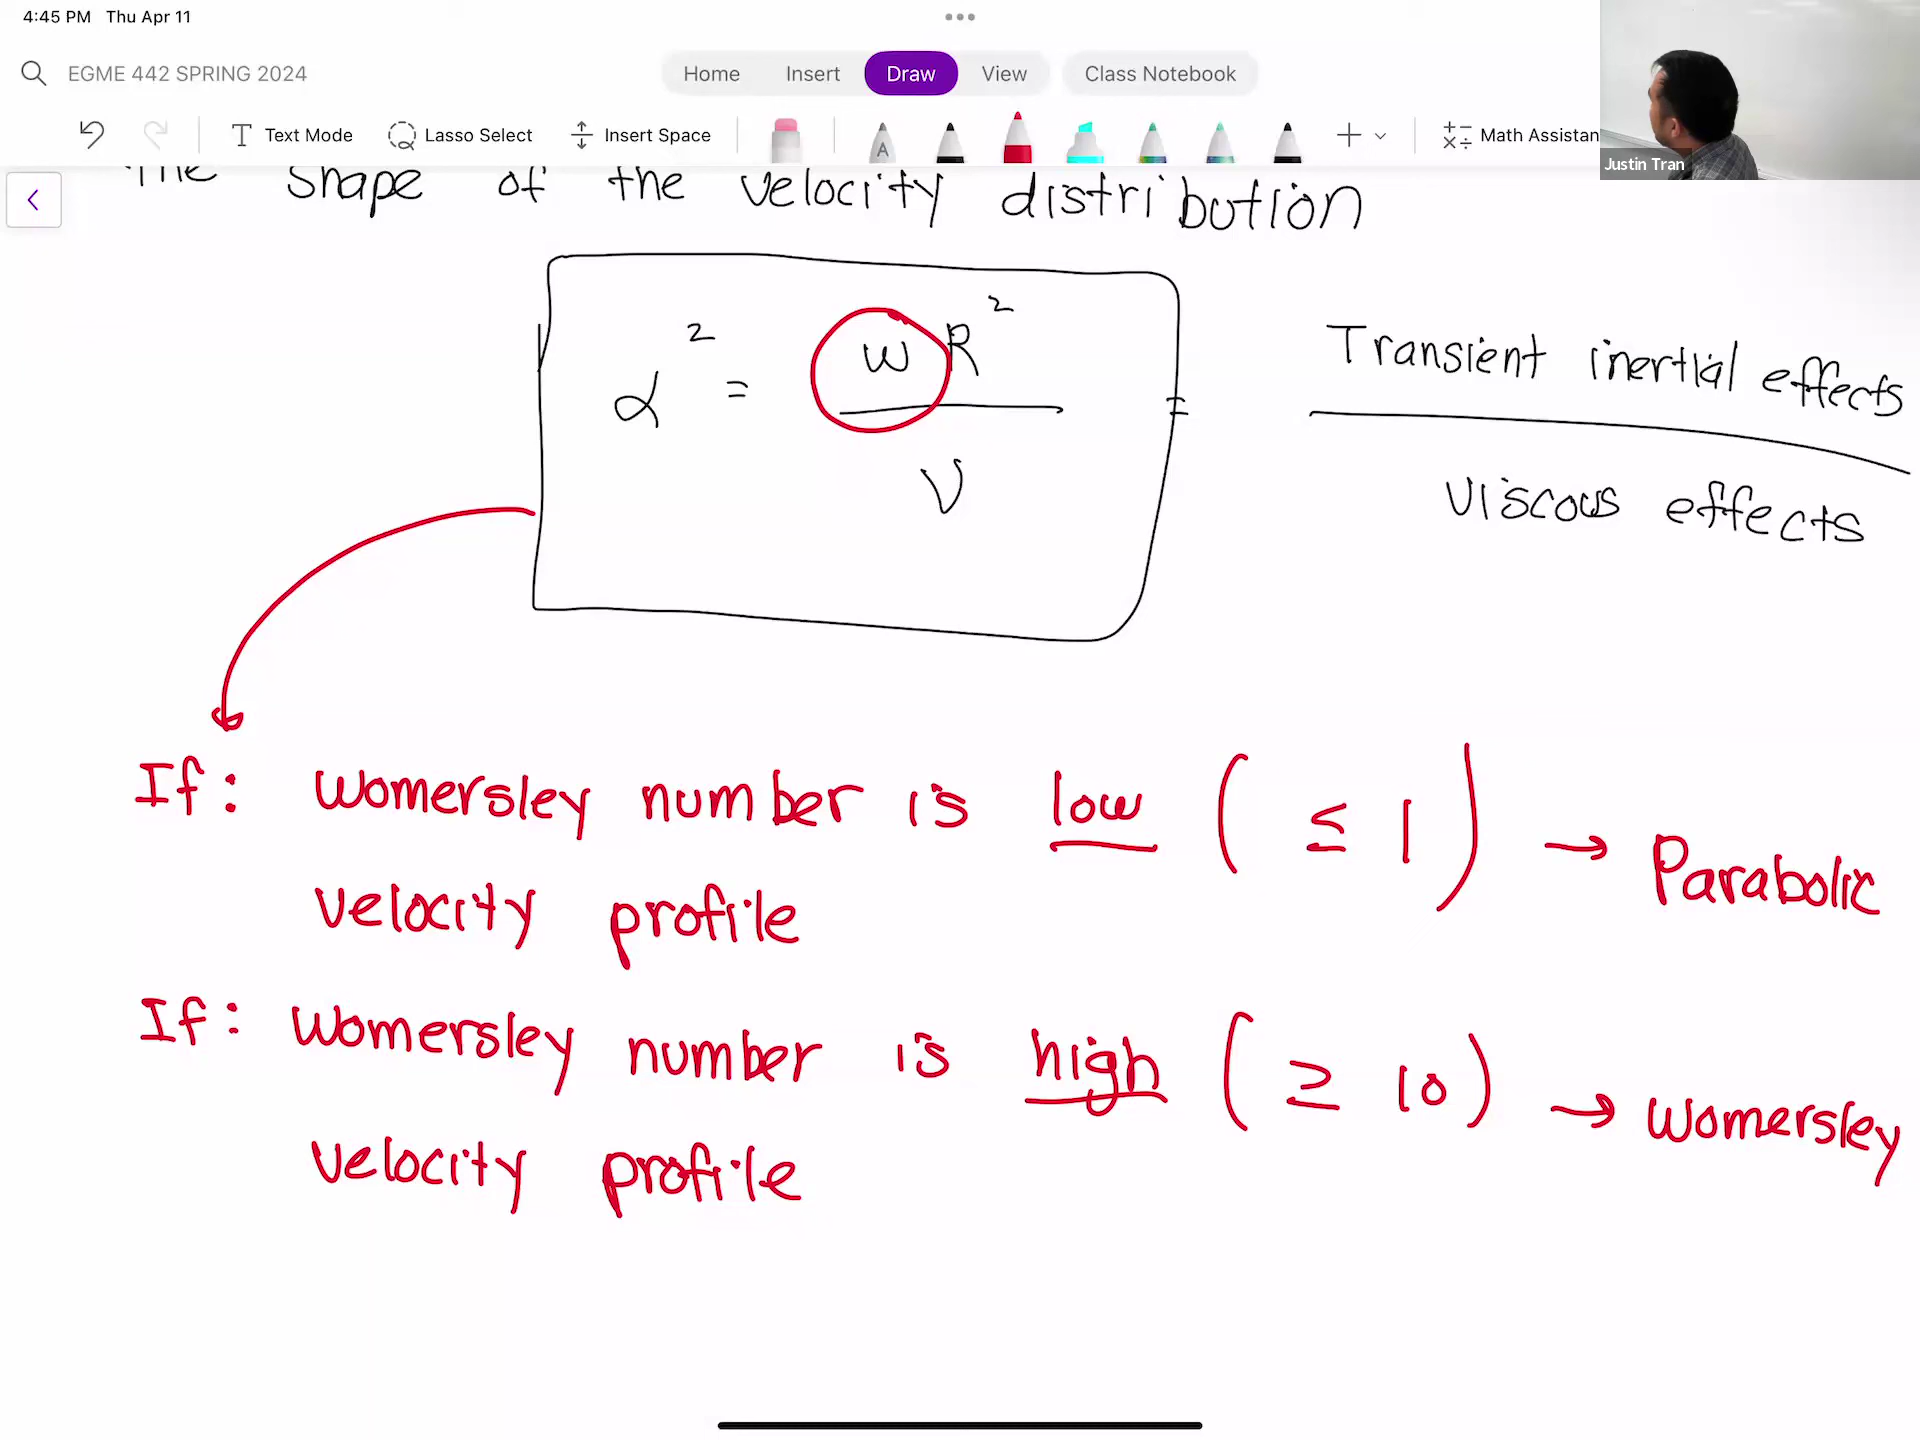 4:45 PM Thu Apr 11
EGME 442 SPRING 2024
Home Insert Draw View Class Notebook
Text Mode Lasso Select Insert Space A Math Assistan
Justin Tran
The shape of the velocity distribution
α² = ωR² / ν = Transient inertial effects / viscous effects
If: Womersley number is low ( ≤ 1 ) → Parabolic
velocity profile
If: Womersley number is high ( ≥ 10 ) → Womersley
velocity profile